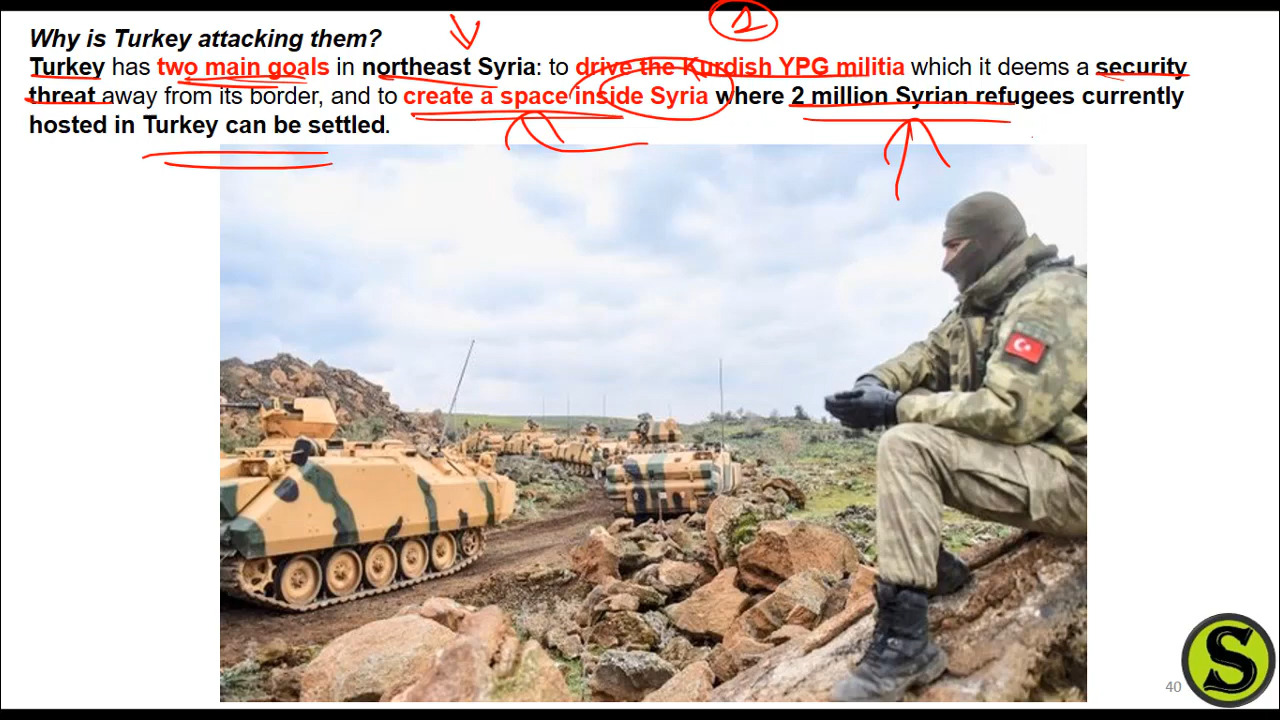 Why is Turkey attacking them?
Turkey has two main goals in northeast Syria: to drive the Kurdish YPG militia which it deems a security
threat away from its border, and to create a space inside Syria where 2 million Syrian refugees currently
hosted in Turkey can be settled.
40
S